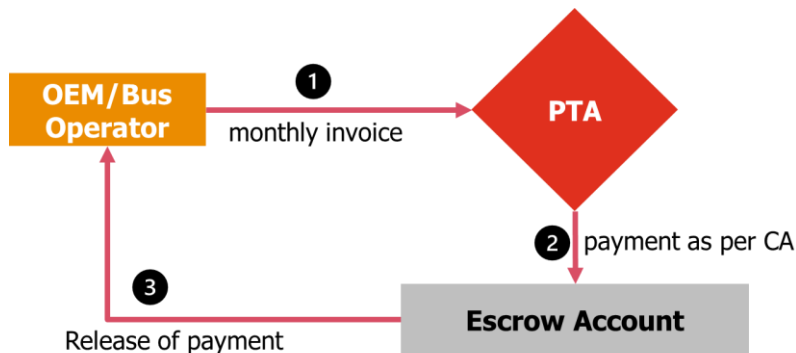 OEM/Bus
Operator
1
monthly invoice
PTA
2
payment as per CA
Escrow Account
3
Release of payment